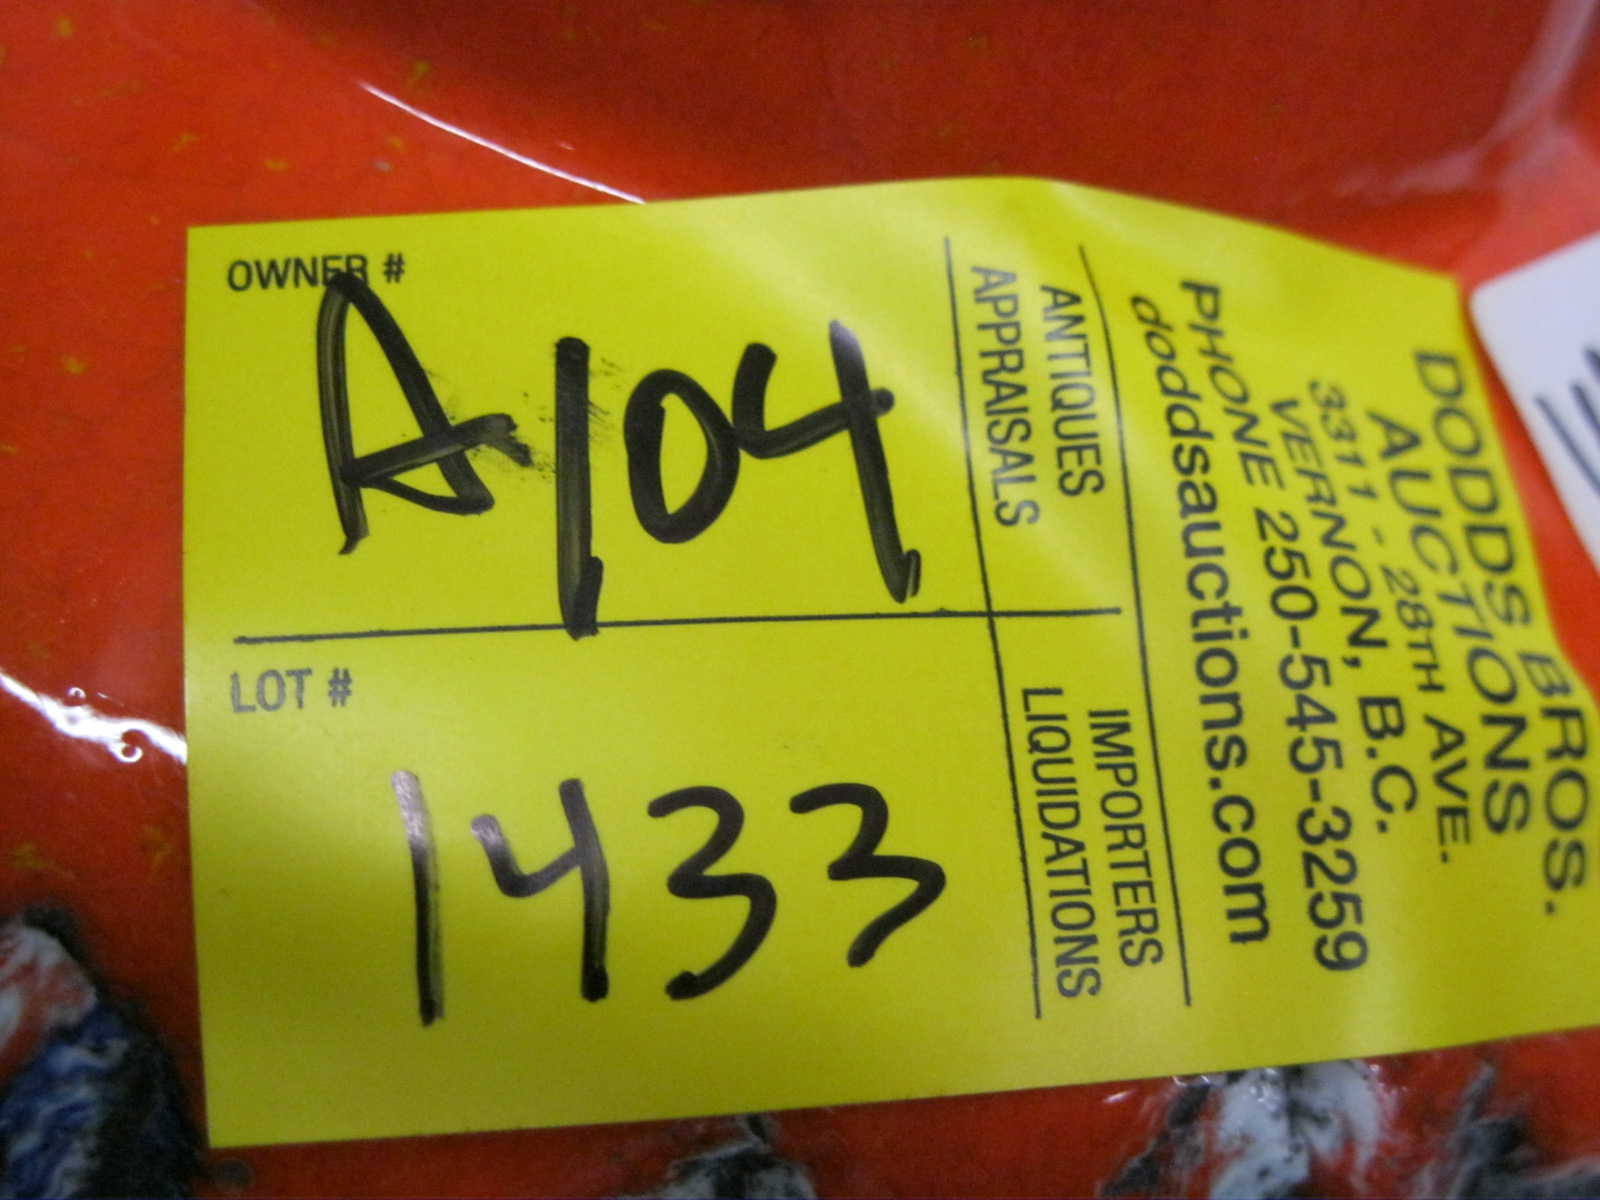 DODDS BROS.
AUCTIONS
3311 - 28TH AVE.
VERNON, B.C.
PHONE 250-545-3259
doddsauctions.com
ANTIQUES
APPRAISALS
IMPORTERS
LIQUIDATIONS
OWNER #
A104
LOT #
1433